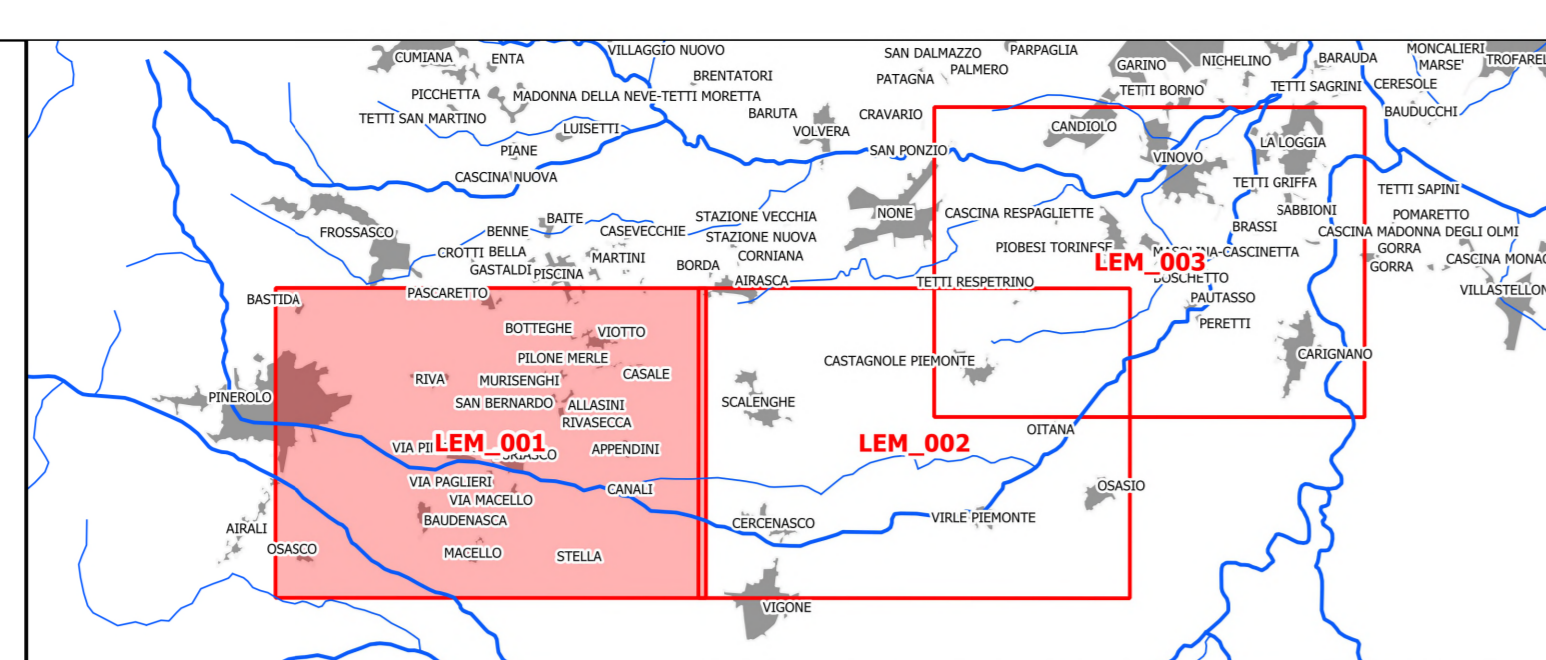 CUMIANA
ENTA
VILLAGGIO NUOVO
SAN DALMAZZO
PARPAGLIA
GARINO
NICHELINO
BARAUDA
MONCALIERI
MARSE'
TROFAREL
BRENTATORI
PATAGNA
PALMERO
PICCHETTA
MADONNA DELLA NEVE-TETTI MORETTA
TETTI BORNO
TETTI SAGRINI
CERESOLE
TETTI SAN MARTINO
LUISETTI
BARUTA
VOLVERA
CRAVARIO
CANDIOLO
BAUDUCCHI
PIANE
SAN PONZIO
VINOVO
LA LOGGIA
CASCINA NUOVA
TETTI GRIFFA
TETTI SAPINI
FROSSASCO
BAITE
BENNE
CASEVECCHIE
STAZIONE VECCHIA
NONE
CASCINA RESPAGLIETTE
SABBIONI
POMARETTO
BRASSI
CASCINA MADONNA DEGLI OLMI
STAZIONE NUOVA
CROTTI
BELLA
CORNIANA
PIOBESI TORINESE
MASOLINA-CASCINETTA
GORRA
GASTALDI
PISCINA
MARTINI
BORDA
LEM_003
GORRA
CASCINA MONAC
AIRASCA
TETTI RESPETRINO
BOSCHETTO
VILLASTELLON
BASTIDA
PASCARETTO
PAUTASSO
BOTTEGHE
VIOTTO
PERETTI
PILONE MERLE
CASTAGNOLE PIEMONTE
CARIGNANO
RIVA
MURISENGHI
CASALE
PINEROLO
SAN BERNARDO
ALLASINI
SCALENGHE
RIVASECCA
OITANA
VIA PI
LEM_001
RIASCO
APPENDINI
LEM_002
VIA PAGLIERI
CANALI
OSASIO
VIA MACELLO
AIRALI
BAUDENASCA
CERCENASCO
VIRLE PIEMONTE
OSASCO
MACELLO
STELLA
VIGONE